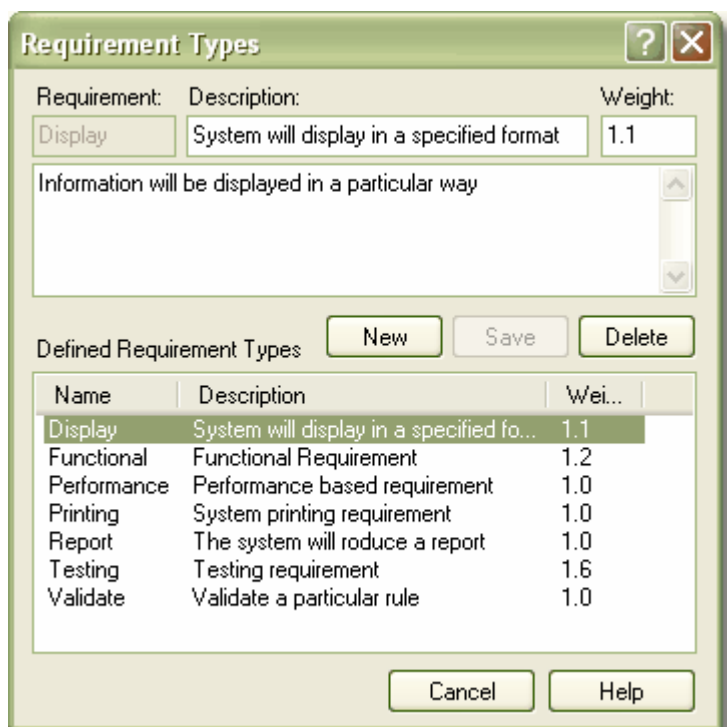 Requirement Types
Requirement: Description: Weight:
Display System will display in a specified format 1.1
Information will be displayed in a particular way
Defined Requirement Types New Save Delete
Name Description Wei...
Display System will display in a specified fo... 1.1
Functional Functional Requirement 1.2
Performance Performance based requirement 1.0
Printing System printing requirement 1.0
Report The system will roduce a report 1.0
Testing Testing requirement 1.6
Validate Validate a particular rule 1.0
Cancel Help